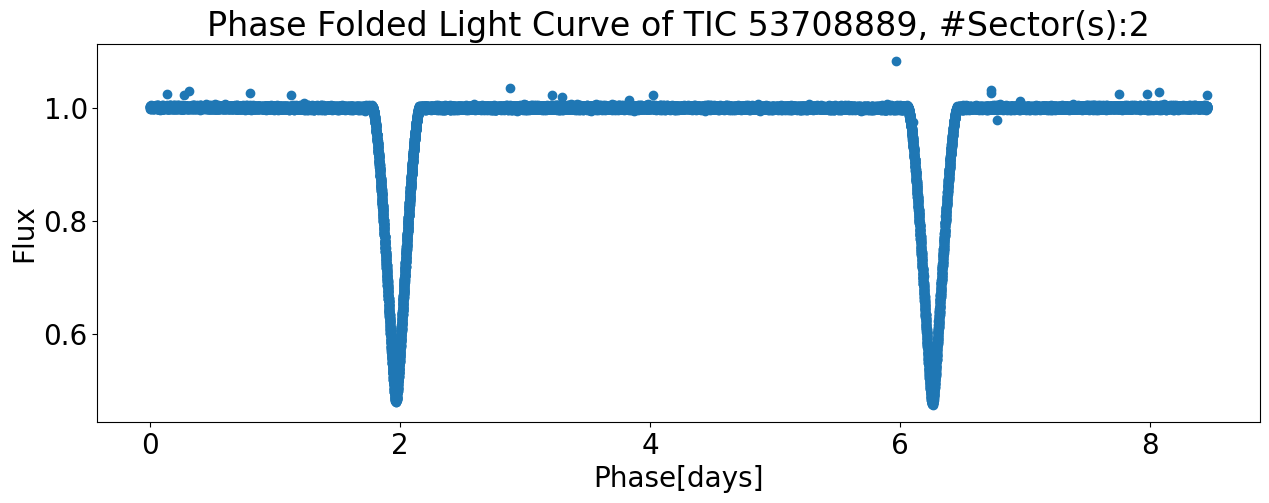 Phase Folded Light Curve of TIC 53708889, #Sector(s):2
1.0
0.8
0.6
Flux
0 2 4 6 8
Phase[days]